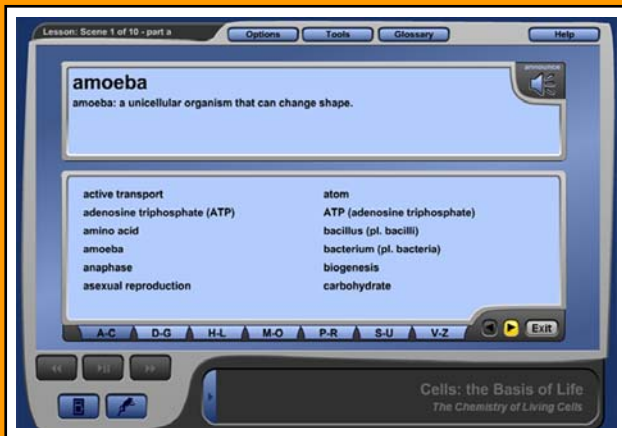 Lesson: Scene 1 of 10 - part a
Options
Tools
Glossary
Help
amoeba
announce
amoeba: a unicellular organism that can change shape.
active transport
adenosine triphosphate (ATP)
amino acid
amoeba
anaphase
asexual reproduction
atom
ATP (adenosine triphosphate)
bacillus (pl. bacilli)
bacterium (pl. bacteria)
biogenesis
carbohydrate
A-C
D-G
H-L
M-O
P-R
S-U
V-Z
Exit
Cells: the Basis of Life
The Chemistry of Living Cells